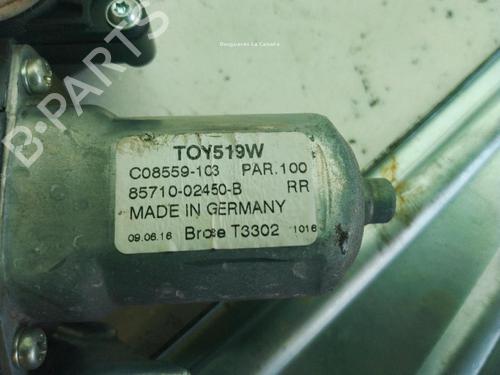 Desguaces La Canada
B-PARTS
TOY519W
C08559-103 PAR.100
85710-02450-B RR
MADE IN GERMANY
09.06.16 Brose T3302 1016